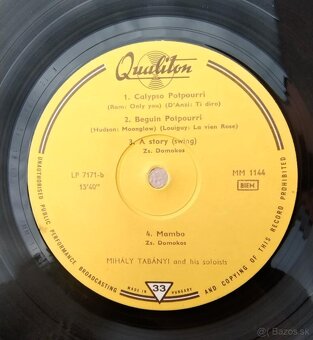 Qualiton
1. Calypso Potpourri
(Ram: Only you) (D'Anzi: Ti diro)
2. Beguin Potpourri
(Hudson: Moonglow) (Louiguy: La vien Rose)
3. A story (swing)
Zs. Domokos
LP 7171-b
13'40"
MM 1144
BIEM
4. Mambo
Zs. Domokos
MIHÁLY TABÁNYI and his soloists
MADE IN 33 HUNGARY
UNAUTHORISED PUBLIC PERFORMANCE BROADCASTING AND COPYING OF THIS RECORD PROHIBITED
Bazos.sk